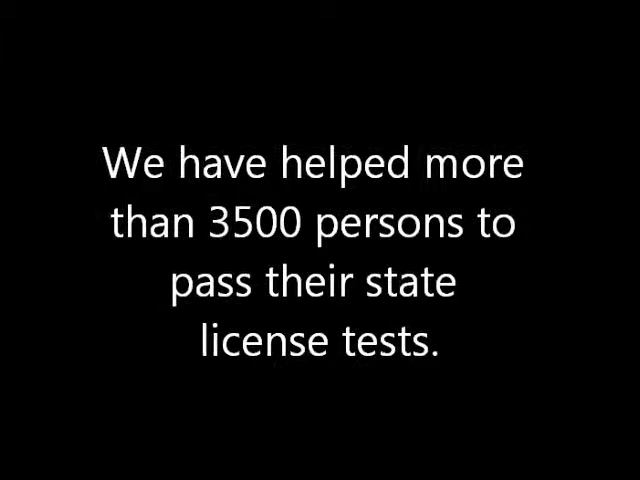 We have helped more
than 3500 persons to
pass their state
license tests.